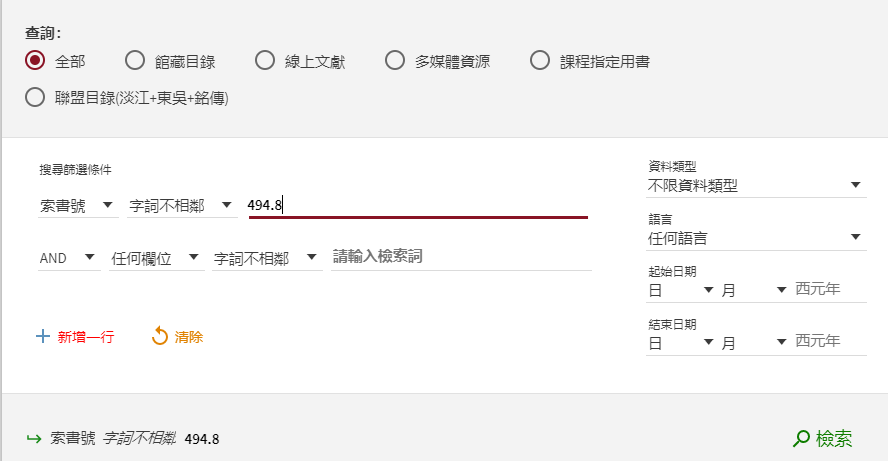 查詢:
全部 館藏目錄 線上文獻 多媒體資源 課程指定用書
聯盟目錄(淡江+東吳+銘傳)
搜尋篩選條件
索書號 字詞不相鄰 494.8
AND 任何欄位 字詞不相鄰 請輸入檢索詞
新增一行 清除
資料類型
不限資料類型
語言
任何語言
起始日期
日 月 西元年
結束日期
日 月 西元年
索書號 字詞不相鄰 494.8
檢索